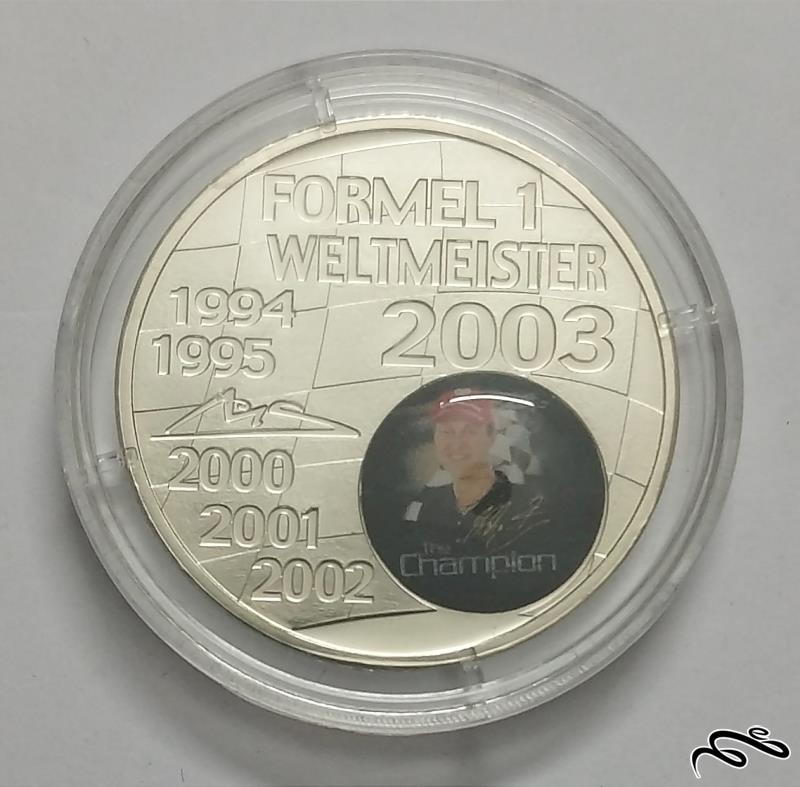 FORMEL 1
WELTMEISTER
1994
2003
1995
2000
2001
2002
The
Champion